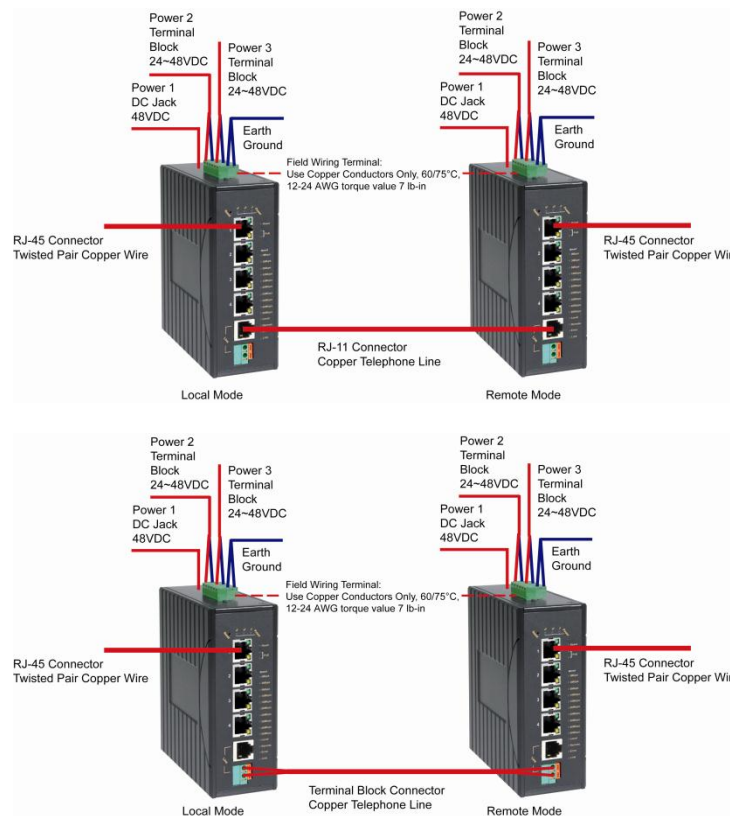 Power 2
Terminal
Block
24~48VDC
Power 3
Terminal
Block
24~48VDC
Power 1
DC Jack
48VDC
Earth
Ground
Power 2
Terminal
Block
24~48VDC
Power 3
Terminal
Block
24~48VDC
Power 1
DC Jack
48VDC
Earth
Ground
Field Wiring Terminal:
Use Copper Conductors Only, 60/75°C,
12-24 AWG torque value 7 lb-in
RJ-45 Connector
Twisted Pair Copper Wire
RJ-45 Connector
Twisted Pair Copper Wi
RJ-11 Connector
Copper Telephone Line
Local Mode
Remote Mode
Power 2
Terminal
Block
24~48VDC
Power 3
Terminal
Block
24~48VDC
Power 1
DC Jack
48VDC
Earth
Ground
Power 2
Terminal
Block
24~48VDC
Power 3
Terminal
Block
24~48VDC
Power 1
DC Jack
48VDC
Earth
Ground
Field Wiring Terminal:
Use Copper Conductors Only, 60/75°C,
12-24 AWG torque value 7 lb-in
RJ-45 Connector
Twisted Pair Copper Wire
RJ-45 Connector
Twisted Pair Copper Wi
Terminal Block Connector
Copper Telephone Line
Local Mode
Remote Mode